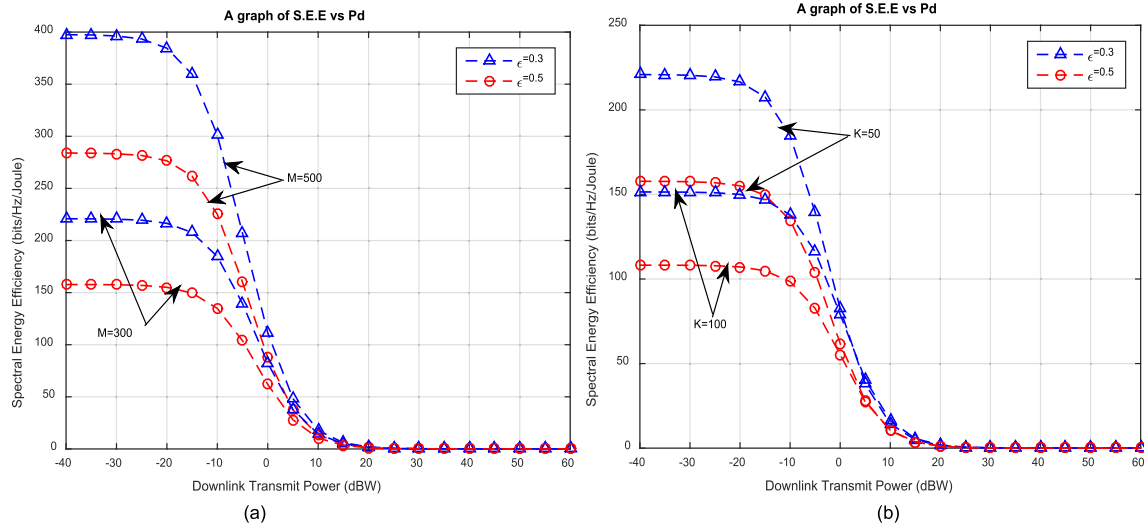 A graph of S.E.E vs Pd
400
350
300
250
200
150
100
50
0
-40 -30 -20 -10 0 10 20 30 40 50 60
Spectral Energy Efficiency (bits/Hz/Joule)
Downlink Transmit Power (dBW)
ϵ=0.3
ϵ=0.5
M=500
M=300
(a)
A graph of S.E.E vs Pd
250
200
150
100
50
0
-40 -30 -20 -10 0 10 20 30 40 50 60
Spectral Energy Efficiency (bits/Hz/Joule)
Downlink Transmit Power (dBW)
ϵ=0.3
ϵ=0.5
K=50
K=100
(b)